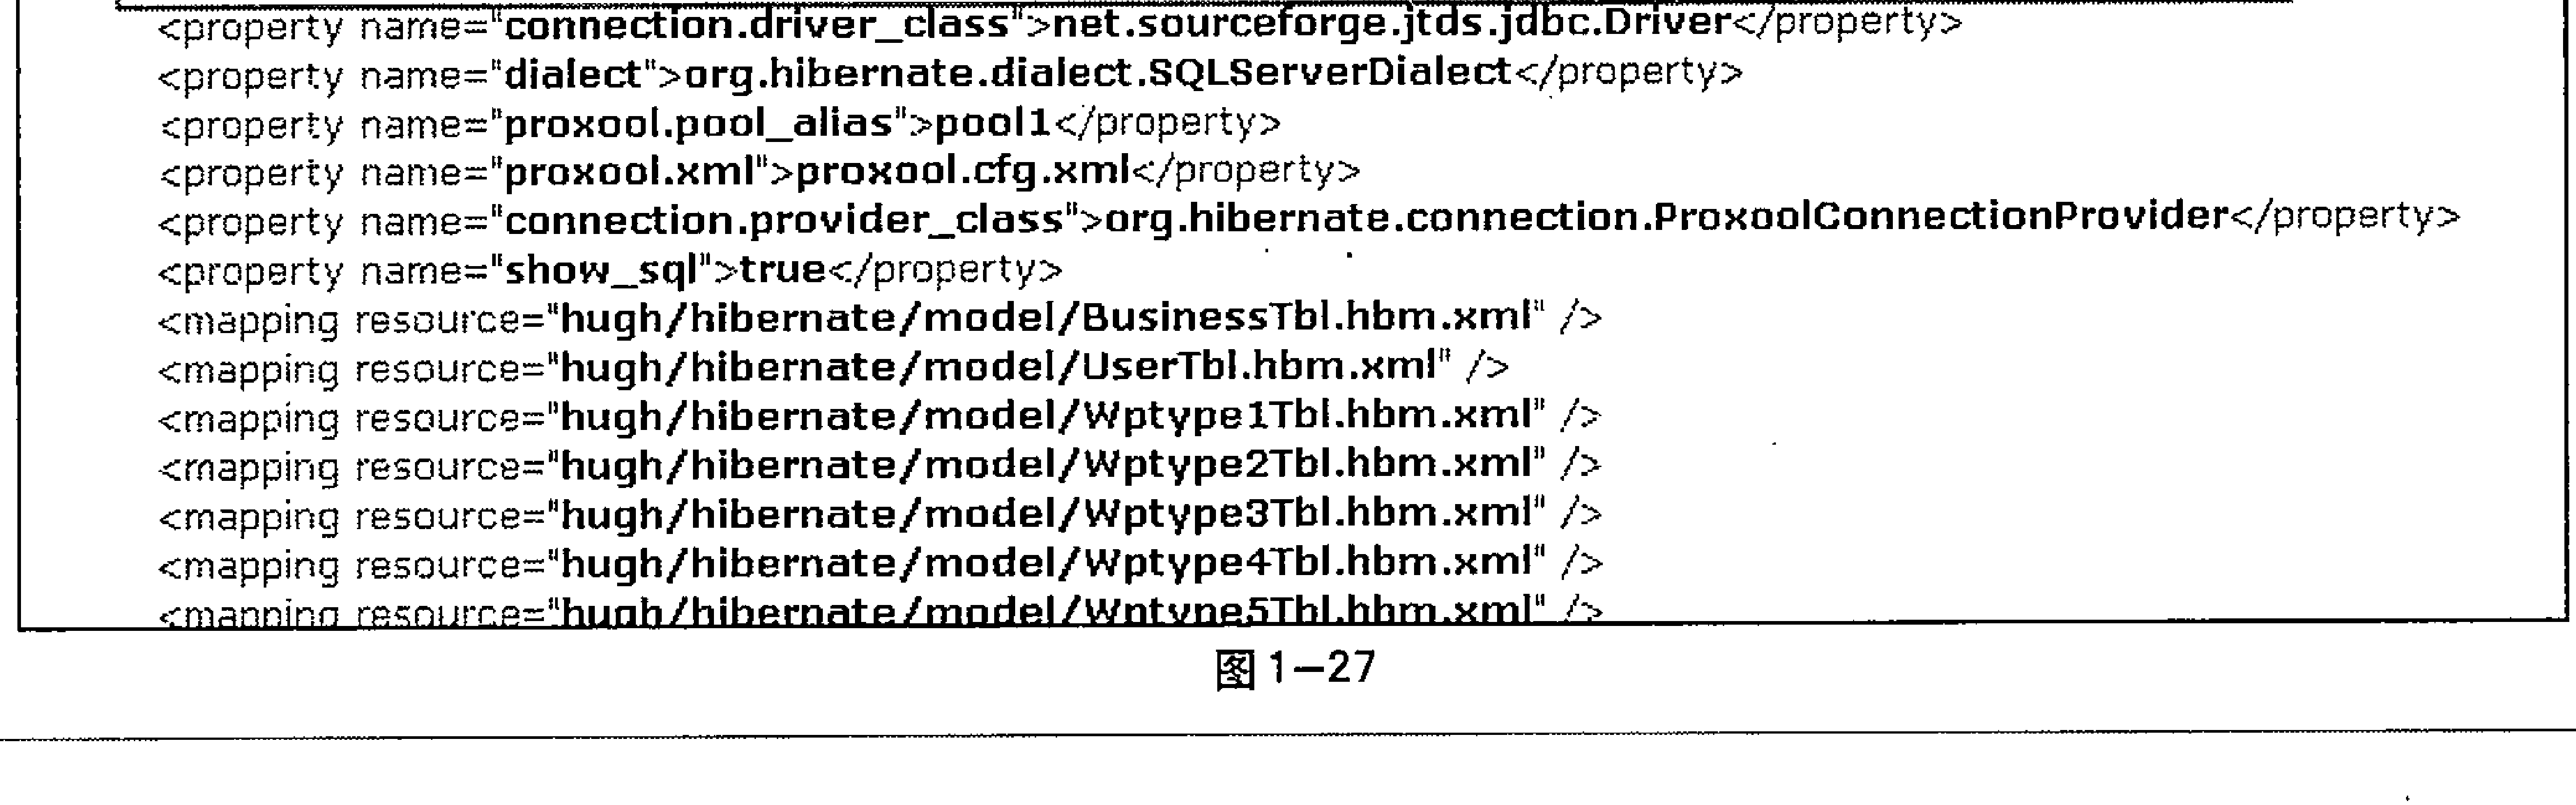 <property name="connection.driver_class">net.sourceforge.jtds.jdbc.Driver</property>
<property name="dialect">org.hibernate.dialect.SQLServerDialect</property>
<property name="proxool.pool_alias">pool1</property>
<property name="proxool.xml">proxool.cfg.xml</property>
<property name="connection.provider_class">org.hibernate.connection.ProxoolConnectionProvider</property>
<property name="show_sql">true</property>
<mapping resource="hugh/hibernate/model/BusinessTbl.hbm.xml" />
<mapping resource="hugh/hibernate/model/UserTbl.hbm.xml" />
<mapping resource="hugh/hibernate/model/Wptype1Tbl.hbm.xml" />
<mapping resource="hugh/hibernate/model/Wptype2Tbl.hbm.xml" />
<mapping resource="hugh/hibernate/model/Wptype3Tbl.hbm.xml" />
<mapping resource="hugh/hibernate/model/Wptype4Tbl.hbm.xml" />
<mapping resource="hugh/hibernate/model/Wptype5Tbl.hbm.xml" />
图1-27